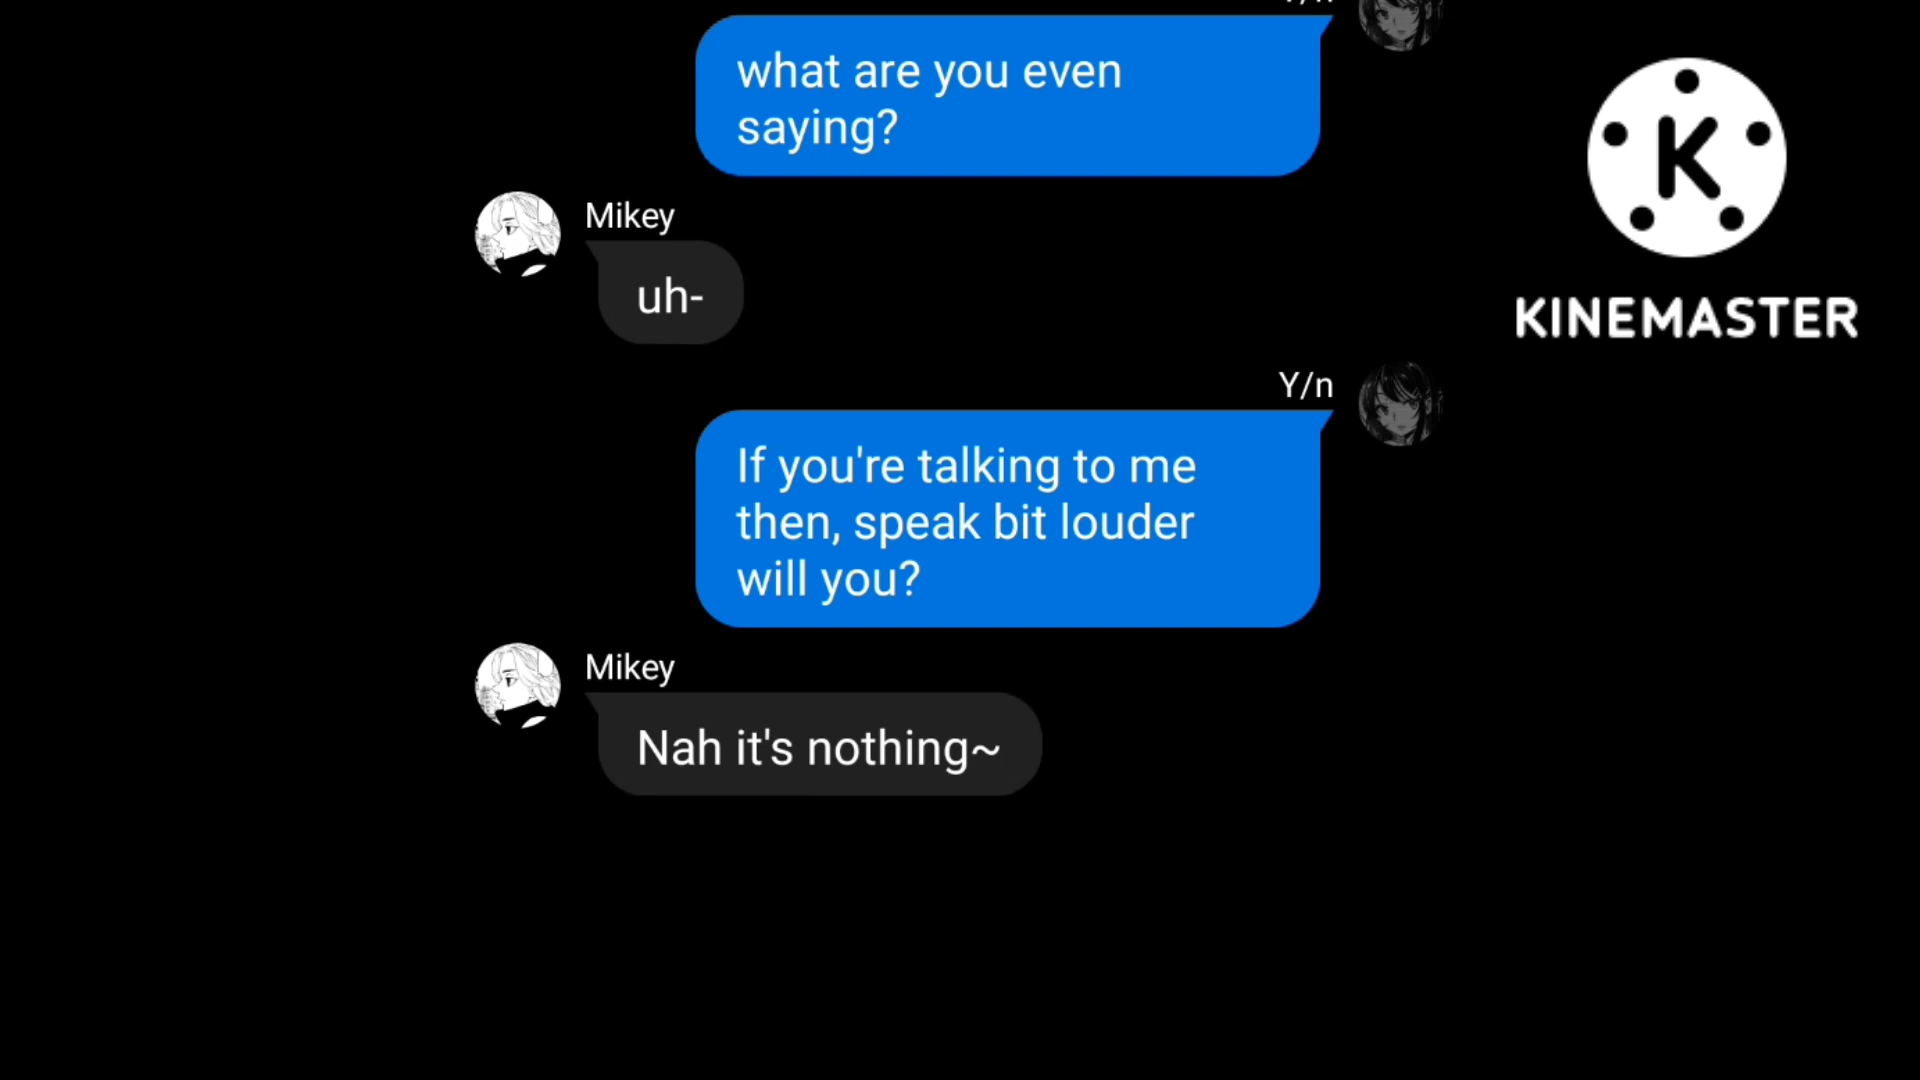 Y/n
what are you even
saying?
Mikey
uh-
Y/n
If you're talking to me
then, speak bit louder
will you?
Mikey
Nah it's nothing~
K
KINEMASTER